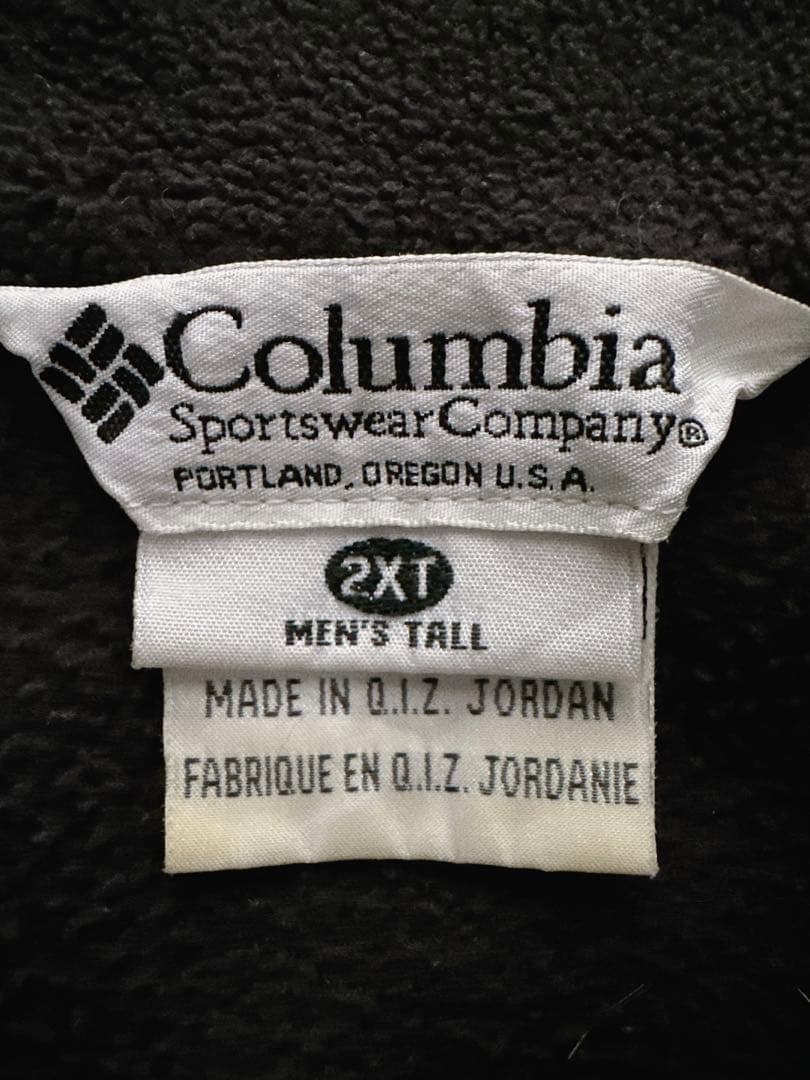 Columbia
Sportswear Company®
PORTLAND, OREGON U.S.A.
2XT
MEN'S TALL
MADE IN Q.I.Z. JORDAN
FABRIQUE EN Q.I.Z. JORDANIE